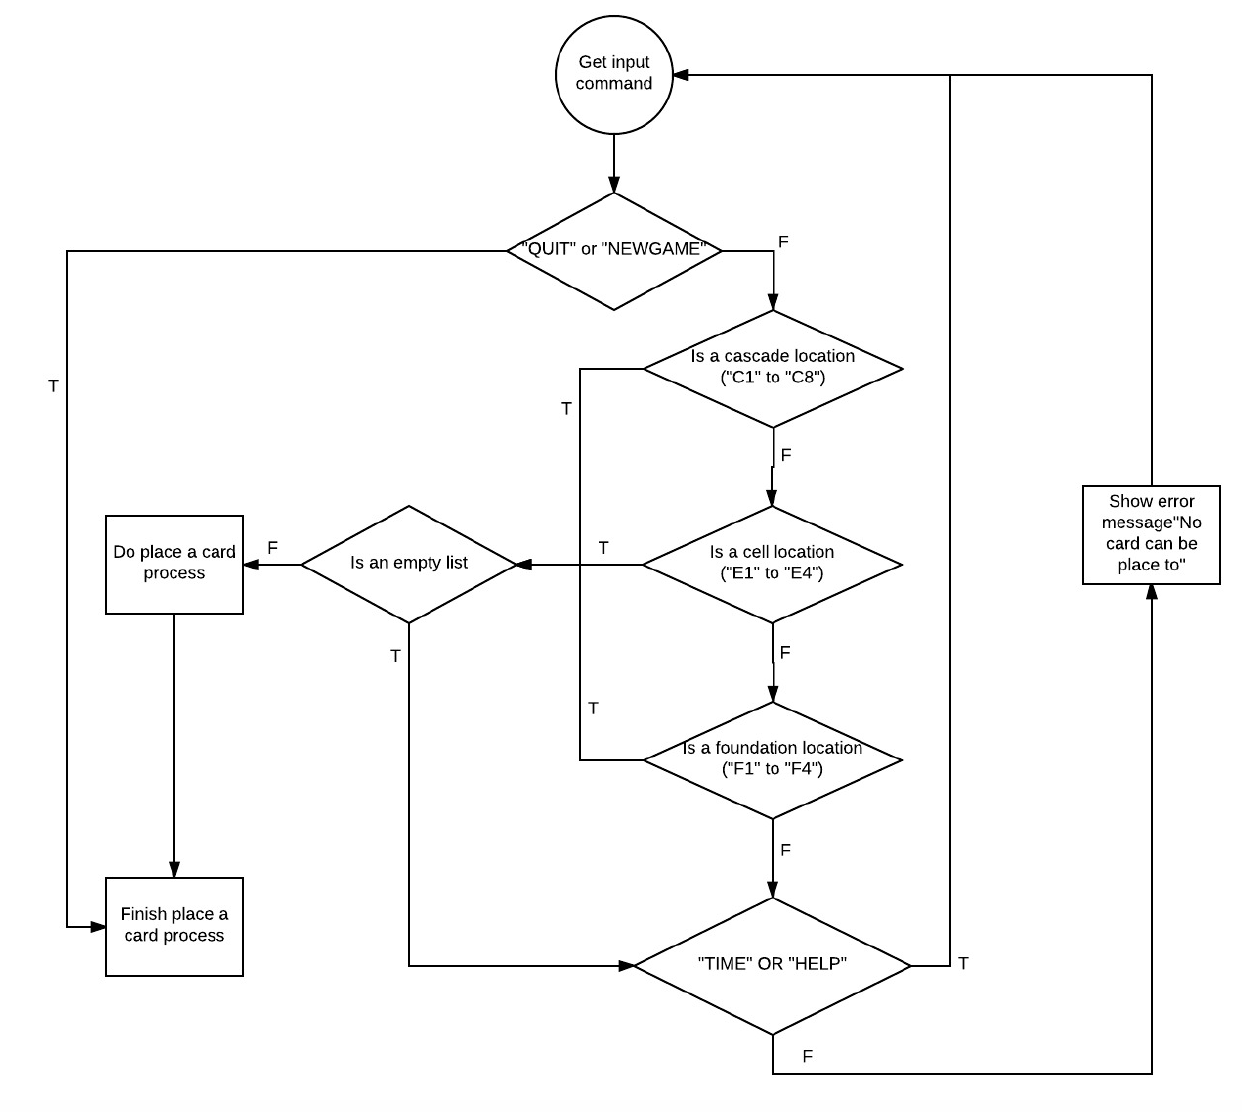 Get input
command
"QUIT" or "NEWGAME"
F
T
Is a cascade location
("C1" to "C8")
T
F
Show error
message"No
card can be
place to"
Do place a card
process
F
Is an empty list
T
Is a cell location
("E1" to "E4")
T
F
T
Is a foundation location
("F1" to "F4")
F
Finish place a
card process
"TIME" OR "HELP"
T
F